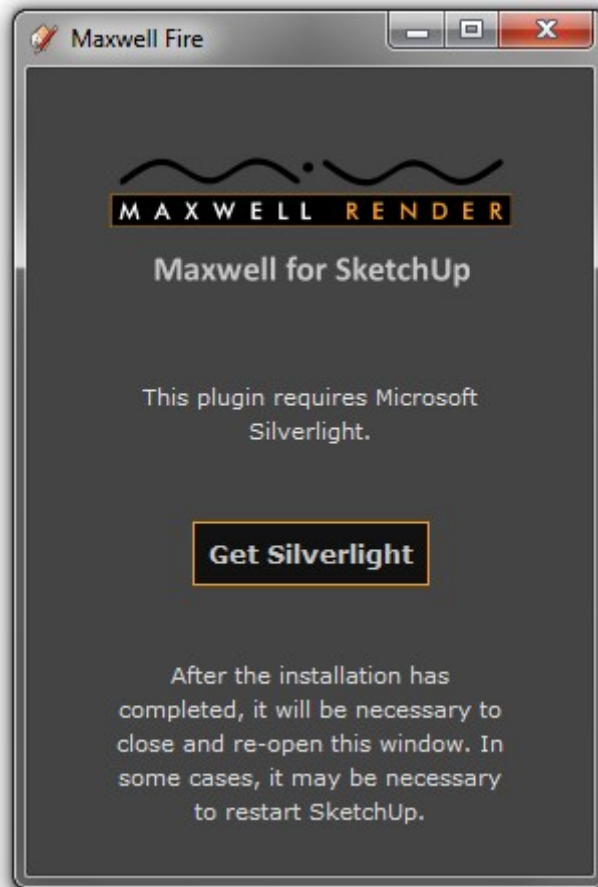 Maxwell Fire
MAXWELL RENDER
Maxwell for SketchUp
This plugin requires Microsoft
Silverlight.
Get Silverlight
After the installation has
completed, it will be necessary to
close and re-open this window. In
some cases, it may be necessary
to restart SketchUp.